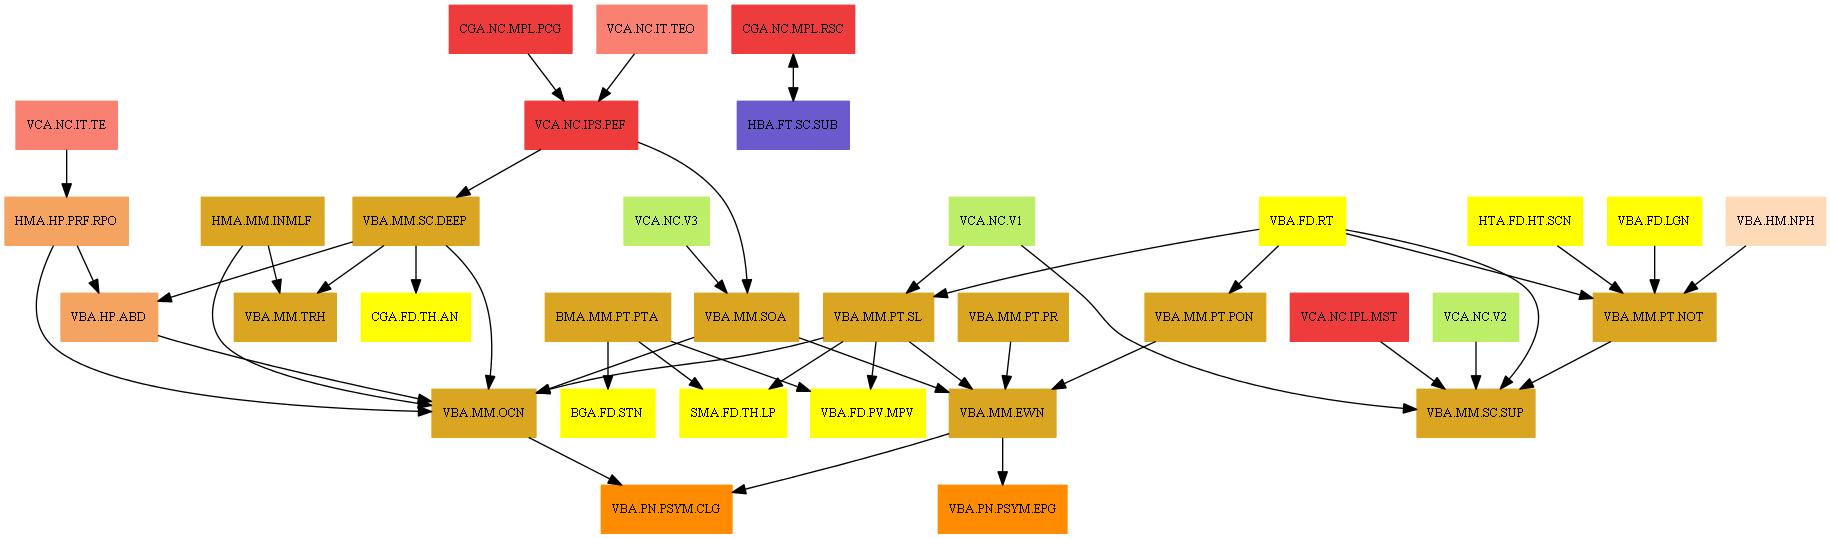 CGA.NC.MPL.PCG
VCA.NC.IT.TEO
CGA.NC.MPL.RSC
VCA.NC.IT.TE
VCA.NC.IPS.PEF
HBA.FT.SC.SUB
HMA.HP.PRF.RPO
HMA.MM.INMLF
VBA.MM.SC.DEEP
VCA.NC.V3
VCA.NC.V1
VBA.FD.RT
HTA.FD.HT.SCN
VBA.FD.LGN
VBA.HM.NPH
VBA.HP.ABD
VBA.MM.TRH
CGA.FD.TH.AN
BMA.MM.PT.PTA
VBA.MM.SOA
VBA.MM.PT.SL
VBA.MM.PT.PR
VBA.MM.PT.PON
VCA.NC.IPL.MST
VCA.NC.V2
VBA.MM.PT.NOT
VBA.MM.OCN
BGA.FD.STN
SMA.FD.TH.LP
VBA.FD.PV.MPV
VBA.MM.EWN
VBA.MM.SC.SUP
VBA.PN.PSYM.CLG
VBA.PN.PSYM.EPG